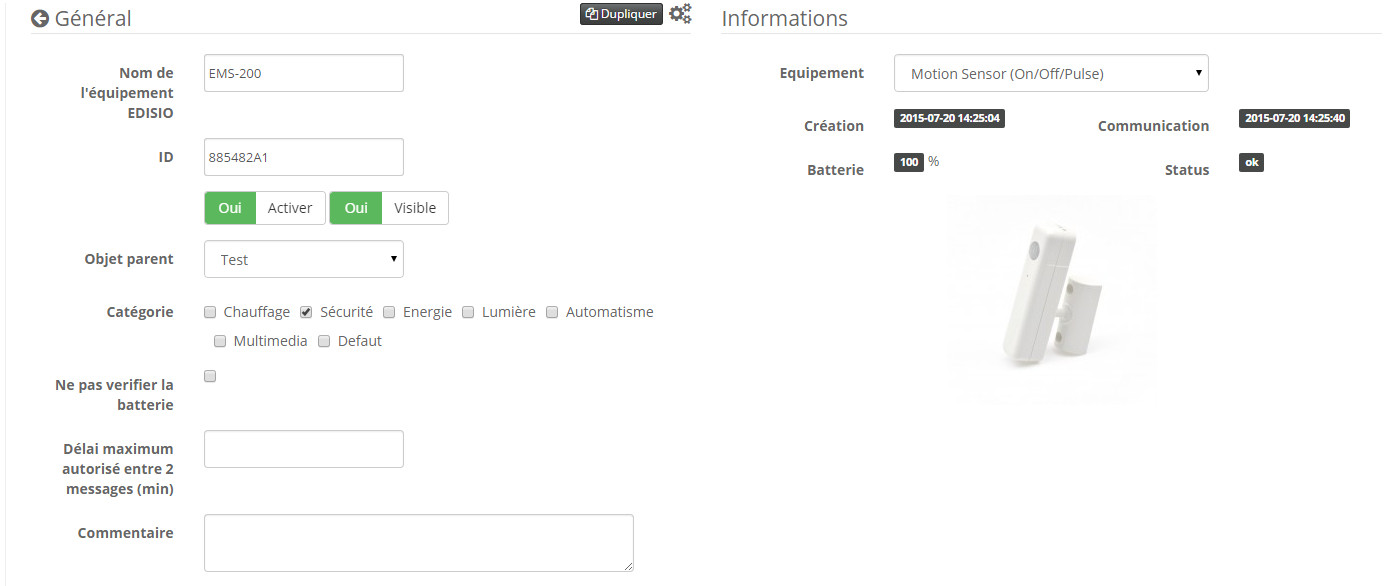 Général
Dupliquer
Nom de
l'équipement
EDISIO
EMS-200
ID
885482A1
Oui Activer Oui Visible
Objet parent
Test
Catégorie
Chauffage Sécurité Energie Lumière Automatisme
Multimedia Defaut
Ne pas verifier la
batterie
Délai maximum
autorisé entre 2
messages (min)
Commentaire
Informations
Equipement
Motion Sensor (On/Off/Pulse)
Création 2015-07-20 14:25:04 Communication 2015-07-20 14:25:40
Batterie 100 % Status ok